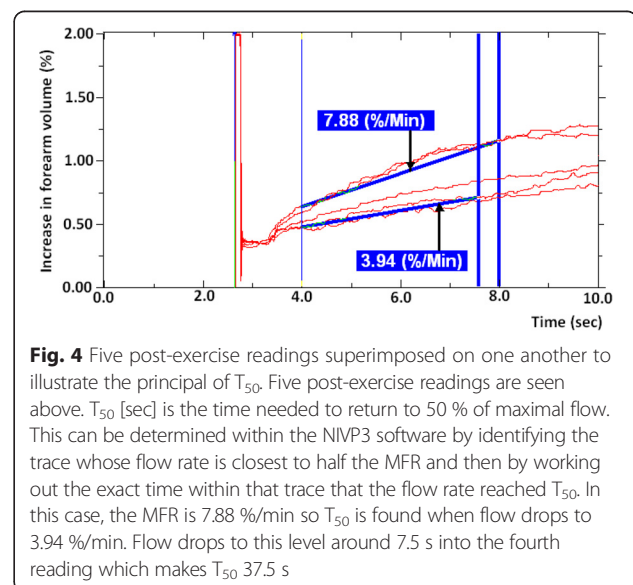 2.00
1.50
1.00
0.50
0.00
Increase in forearm volume (%)
7.88 (%/Min)
3.94 (%/Min)
0.0 2.0 4.0 6.0 8.0 10.0
Time (sec)
Fig. 4 Five post-exercise readings superimposed on one another to
illustrate the principal of T50. Five post-exercise readings are seen
above. T50 [sec] is the time needed to return to 50 % of maximal flow.
This can be determined within the NIVP3 software by identifying the
trace whose flow rate is closest to half the MFR and then by working
out the exact time within that trace that the flow rate reached T50. In
this case, the MFR is 7.88 %/min so T50 is found when flow drops to
3.94 %/min. Flow drops to this level around 7.5 s into the fourth
reading which makes T50 37.5 s